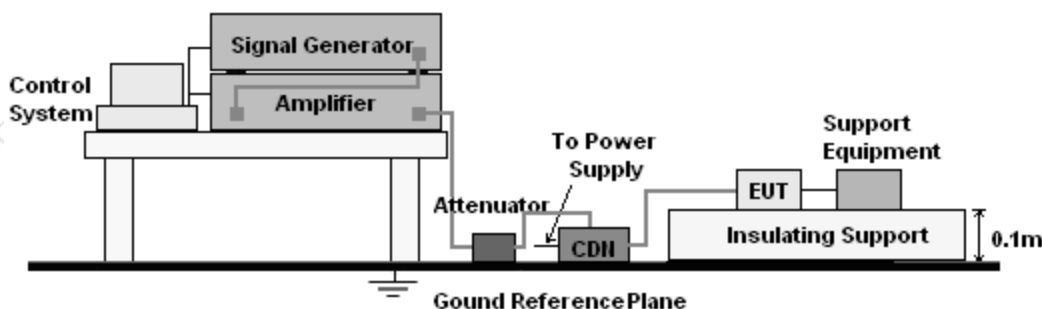 Signal Generator
Control
System
Amplifier
To Power
Supply
Support
Equipment
Attenuator
EUT
CDN
Insulating Support
0.1m
Gound Reference Plane